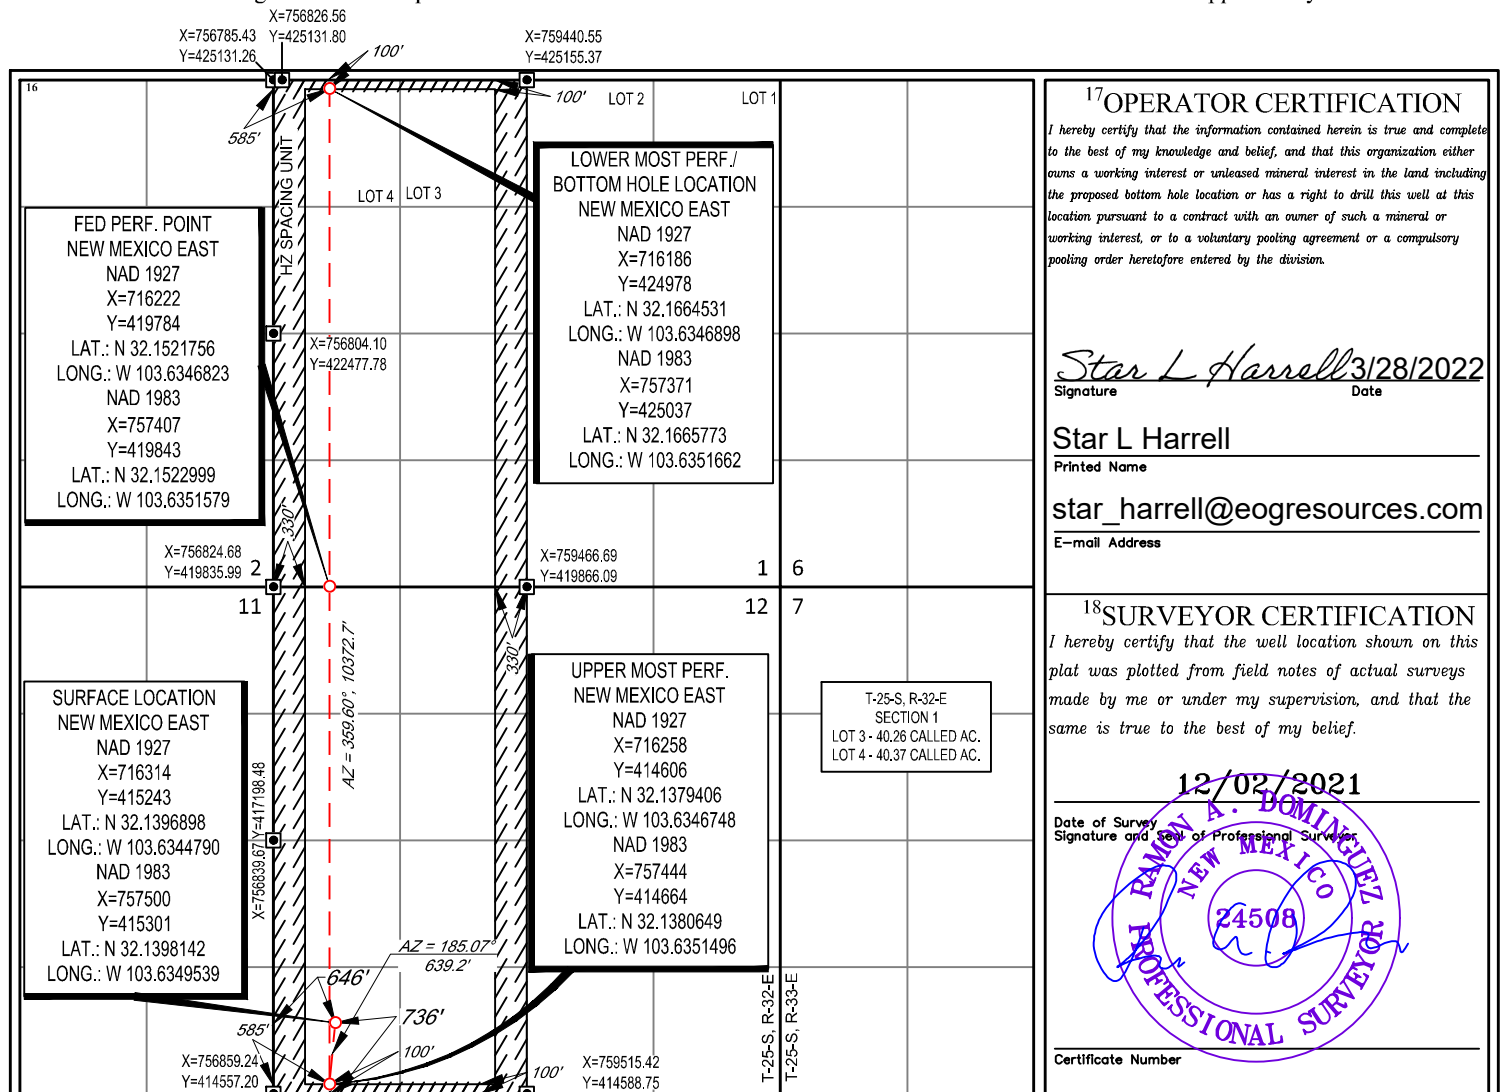 X=756826.56
X=756785.43 Y=425131.80
Y=425131.26
X=759440.55
Y=425155.37
100'
16
585'
100'
LOT 2
LOT 1
HZ SPACING UNIT
LOT 4 LOT 3
LOWER MOST PERF./
BOTTOM HOLE LOCATION
NEW MEXICO EAST
NAD 1927
X=716186
Y=424978
LAT.: N 32.1664531
LONG.: W 103.6346898
NAD 1983
X=757371
Y=425037
LAT.: N 32.1665773
LONG.: W 103.6351662
FED PERF. POINT
NEW MEXICO EAST
NAD 1927
X=716222
Y=419784
LAT.: N 32.1521756
LONG.: W 103.6346823
NAD 1983
X=757407
Y=419843
LAT.: N 32.1522999
LONG.: W 103.6351579
X=756804.10
Y=422477.78
330'
X=756824.68
Y=419835.99
2
11
X=759466.69
Y=419866.09
1 6
12 7
330'
AZ = 359.60°, 10372.7'
SURFACE LOCATION
NEW MEXICO EAST
NAD 1927
X=716314
Y=415243
LAT.: N 32.1396898
LONG.: W 103.6344790
NAD 1983
X=757500
Y=415301
LAT.: N 32.1398142
LONG.: W 103.6349539
X=756839.67 Y=417198.48
UPPER MOST PERF.
NEW MEXICO EAST
NAD 1927
X=716258
Y=414606
LAT.: N 32.1379406
LONG.: W 103.6346748
NAD 1983
X=757444
Y=414664
LAT.: N 32.1380649
LONG.: W 103.6351496
T-25-S, R-32-E
SECTION 1
LOT 3 - 40.26 CALLED AC.
LOT 4 - 40.37 CALLED AC.
AZ = 185.07°
639.2'
646'
736'
585'
100'
100'
X=756859.24
Y=414557.20
X=759515.42
Y=414588.75
T-25-S, R-32-E
T-25-S, R-33-E
17OPERATOR CERTIFICATION
I hereby certify that the information contained herein is true and complete
to the best of my knowledge and belief, and that this organization either
owns a working interest or unleased mineral interest in the land including
the proposed bottom hole location or has a right to drill this well at this
location pursuant to a contract with an owner of such a mineral or
working interest, or to a voluntary pooling agreement or a compulsory
pooling order heretofore entered by the division.
Star L Harrell 3/28/2022
Signature Date
Star L Harrell
Printed Name
star_harrell@eogresources.com
E-mail Address
18SURVEYOR CERTIFICATION
I hereby certify that the well location shown on this
plat was plotted from field notes of actual surveys
made by me or under my supervision, and that the
same is true to the best of my belief.
12/02/2021
Date of Survey
Signature and Seal of Professional Surveyor
RAMON A. DOMINGUEZ
NEW MEXICO
24508
PROFESSIONAL SURVEYOR
Certificate Number